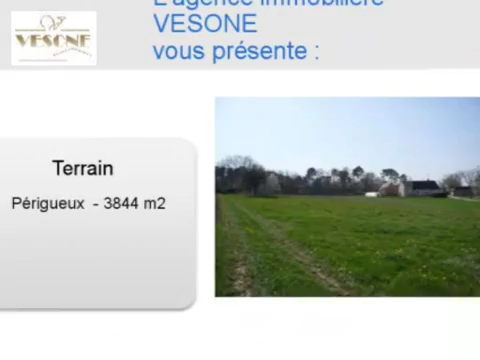 L'agence immobilière
VESONE
vous présente :
VESONE
Terrain
Périgueux - 3844 m2